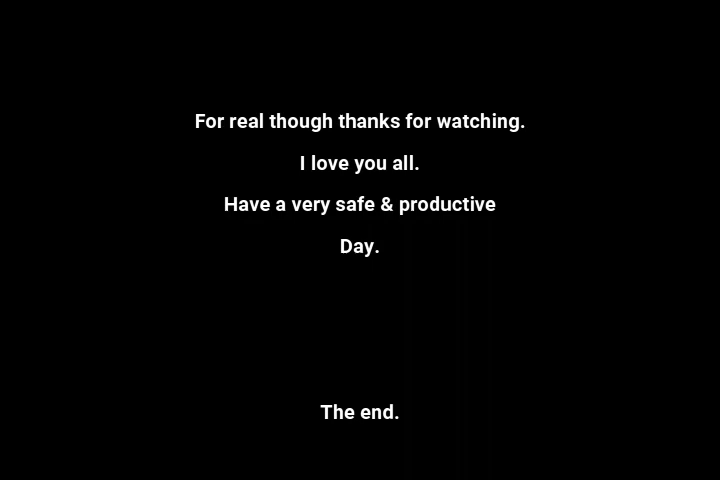 For real though thanks for watching.
I love you all.
Have a very safe & productive
Day.
The end.